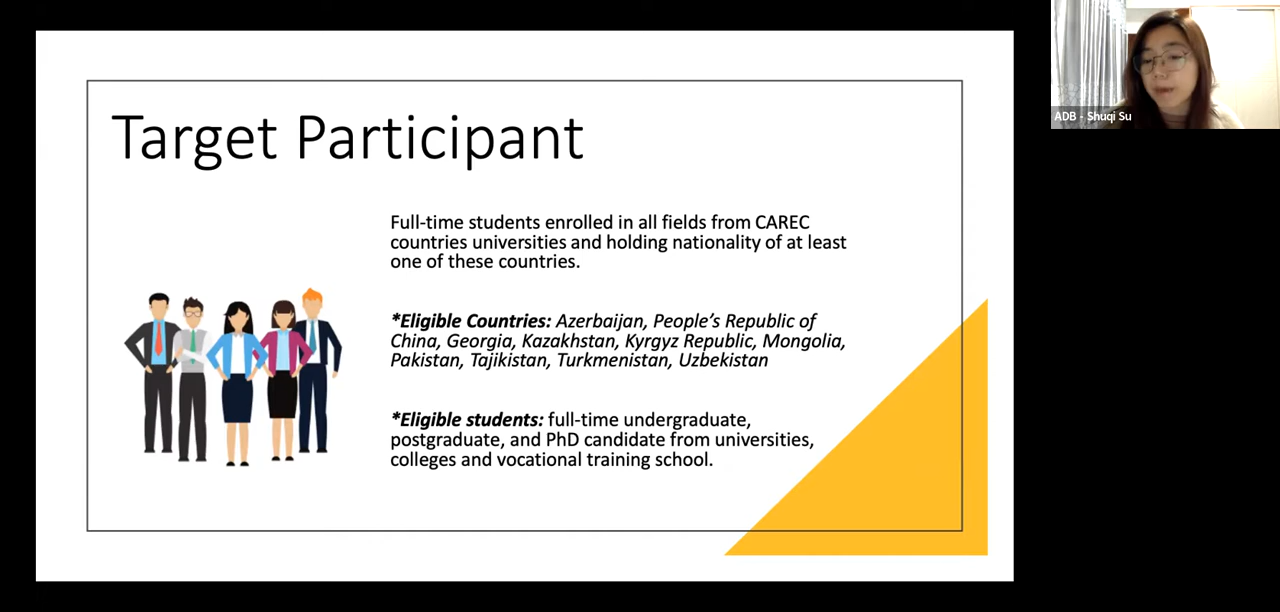 Target Participant
Full-time students enrolled in all fields from CAREC
countries universities and holding nationality of at least
one of these countries.
*Eligible Countries: Azerbaijan, People’s Republic of
China, Georgia, Kazakhstan, Kyrgyz Republic, Mongolia,
Pakistan, Tajikistan, Turkmenistan, Uzbekistan
*Eligible students: full-time undergraduate,
postgraduate, and PhD candidate from universities,
colleges and vocational training school.
ADB - Shuqi Su